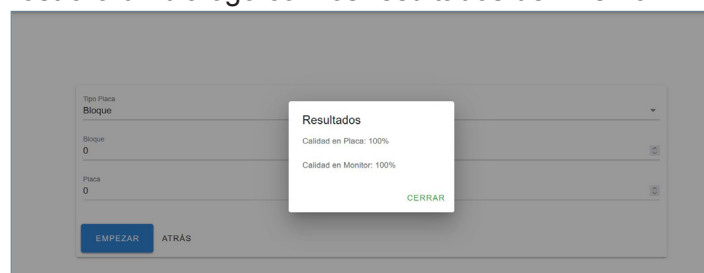 Tipo Placa
Bloque
Resultados
Calidad en Placa: 100%
Bloque
0
Calidad en Monitor: 100%
Placa
0
CERRAR
EMPEZAR ATRÁS